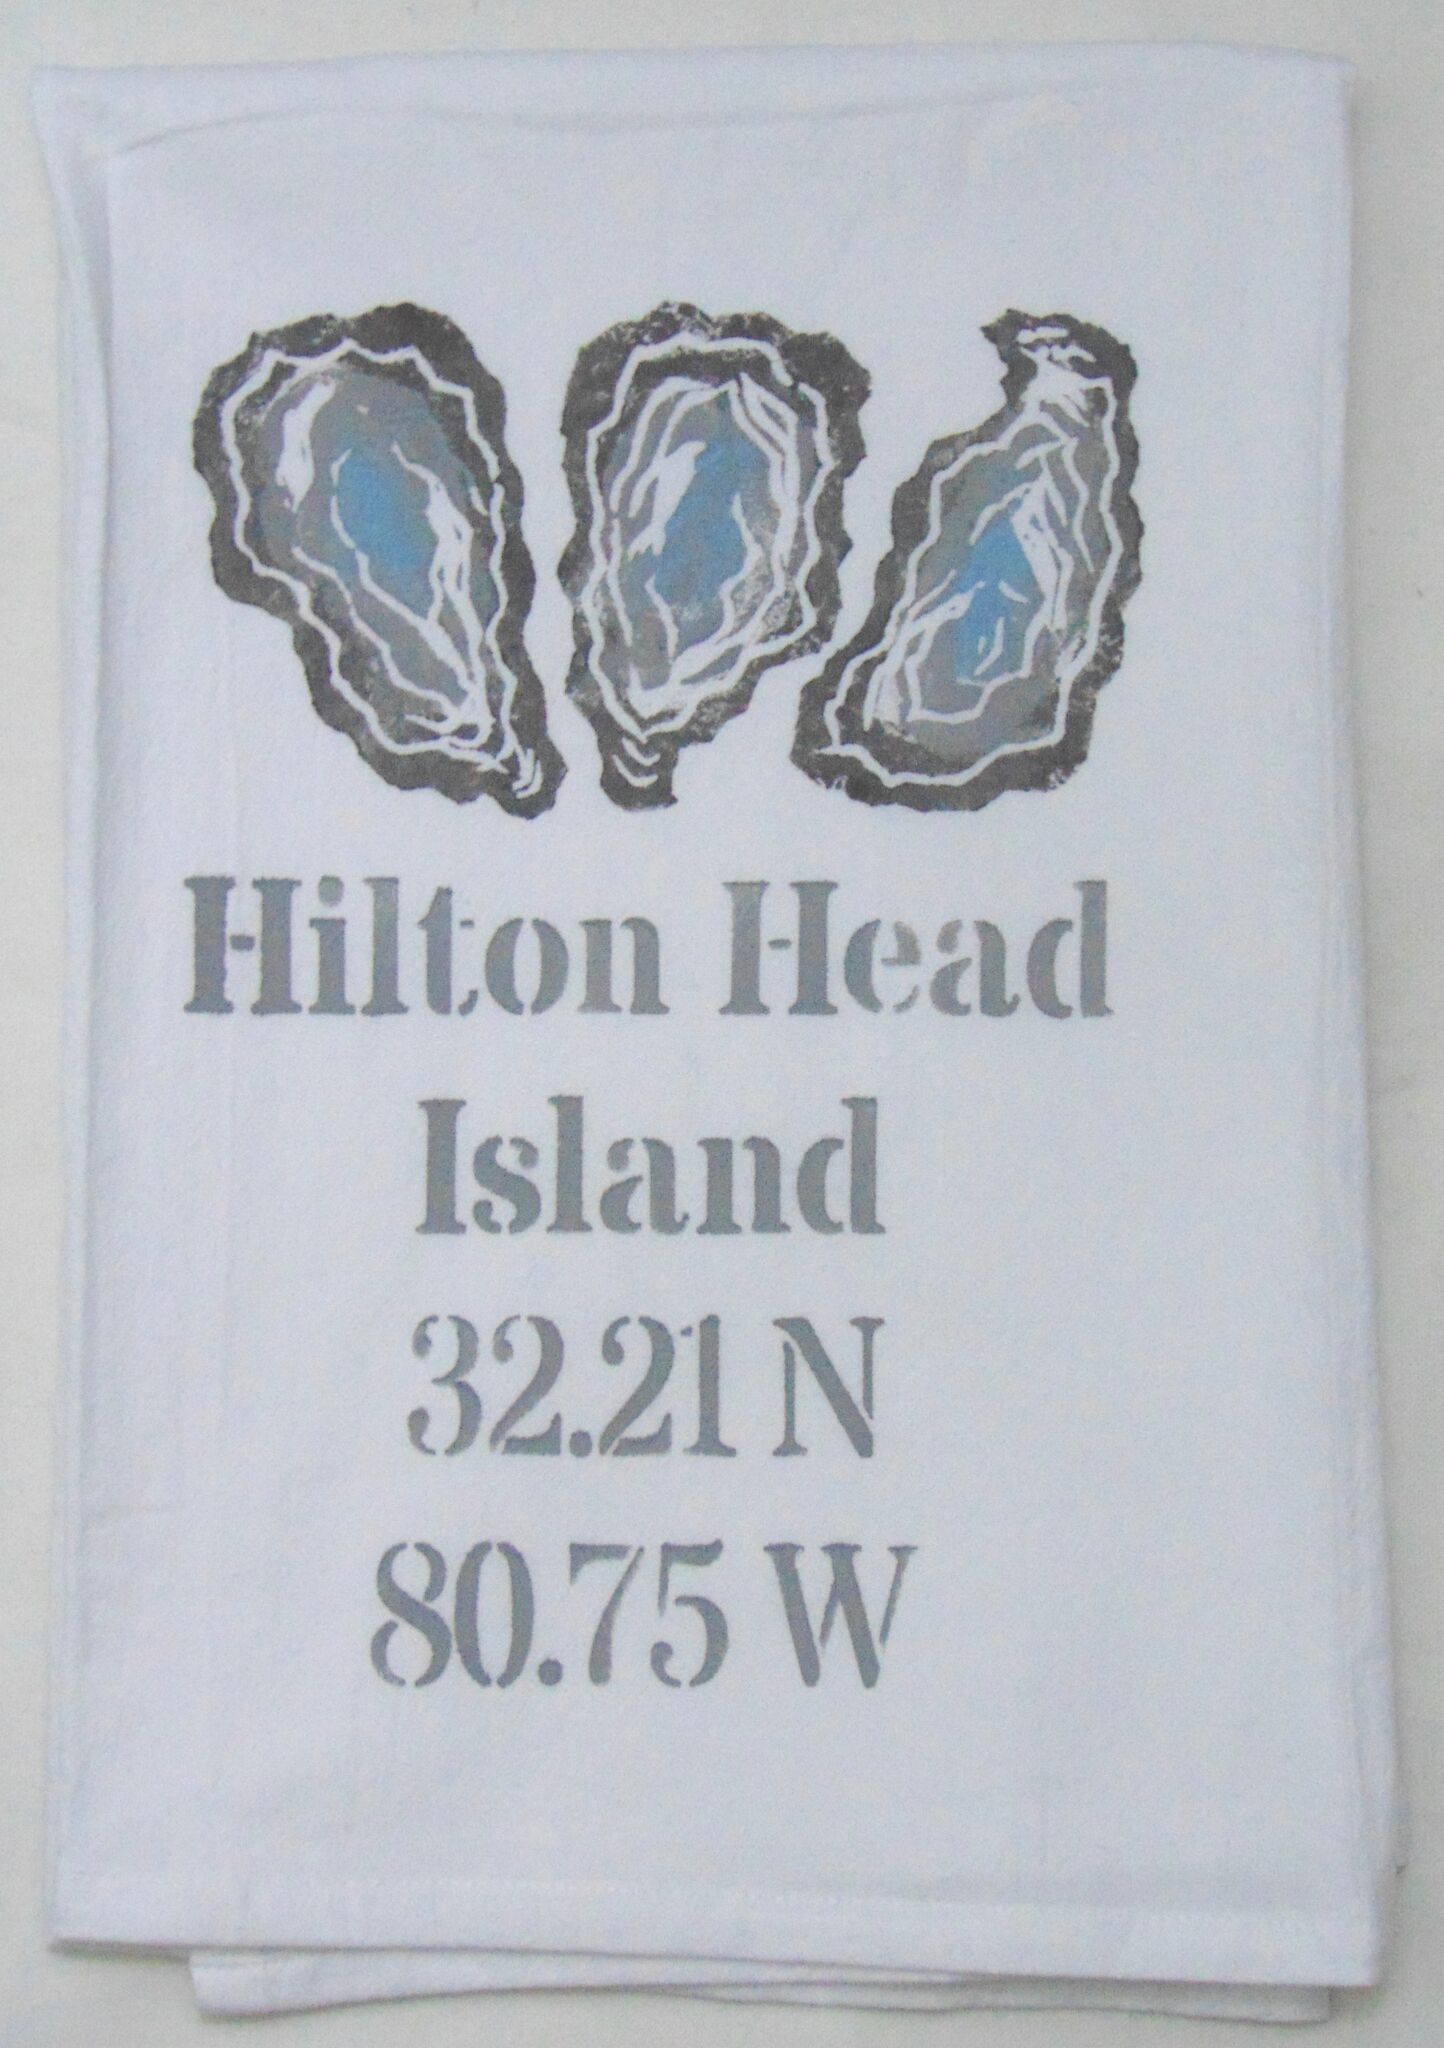 Hilton Head
Island
32.21 N
80.75 W